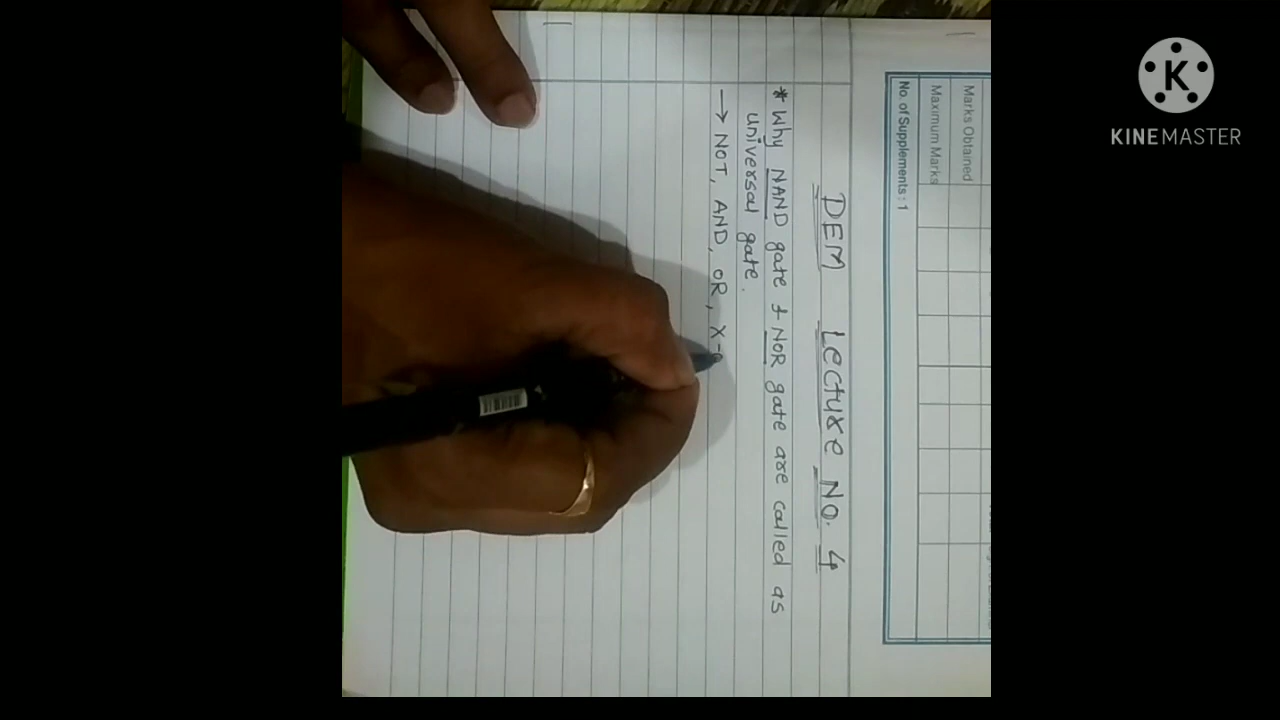 Marks Obtained
Maximum Marks
No. of Supplements : 1
DEM Lecture No. 4
* Why NAND gate & NOR gate are called as
universal gate.
→ NOT, AND, OR, X-
K
KINEMASTER